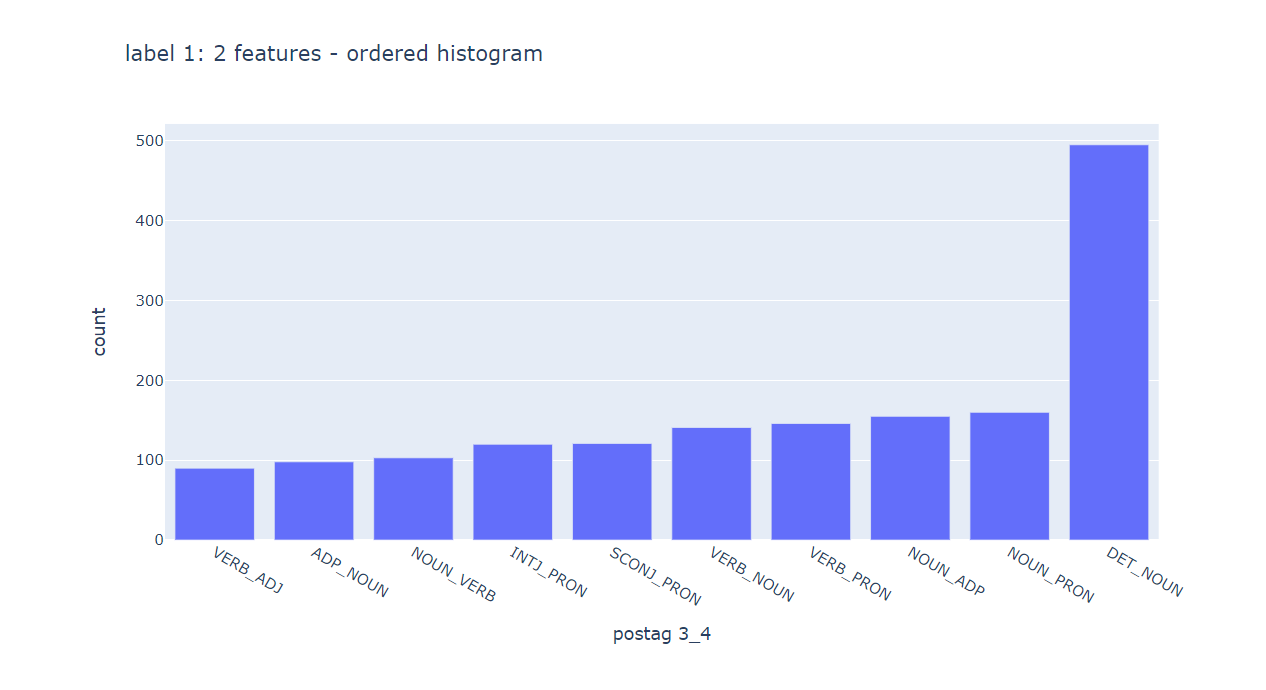 label 1: 2 features - ordered histogram
500
400
300
200
100
0
count
VERB_ADJ
ADP_NOUN
NOUN_VERB
INTJ_PRON
SCONJ_PRON
VERB_NOUN
VERB_PRON
NOUN_ADP
NOUN_PRON
DET_NOUN
postag 3_4